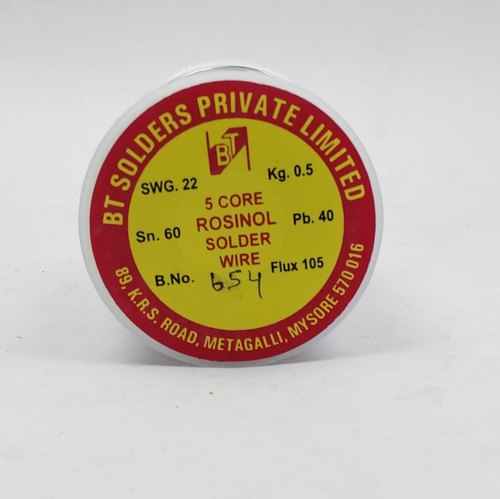 BT SOLDERS PRIVATE LIMITED
BT
SWG. 22
Kg. 0.5
5 CORE
ROSINOL
Sn. 60
Pb. 40
SOLDER
WIRE
B.No. 654
Flux 105
89, K.R.S. ROAD, METAGALLI, MYSORE 570 016